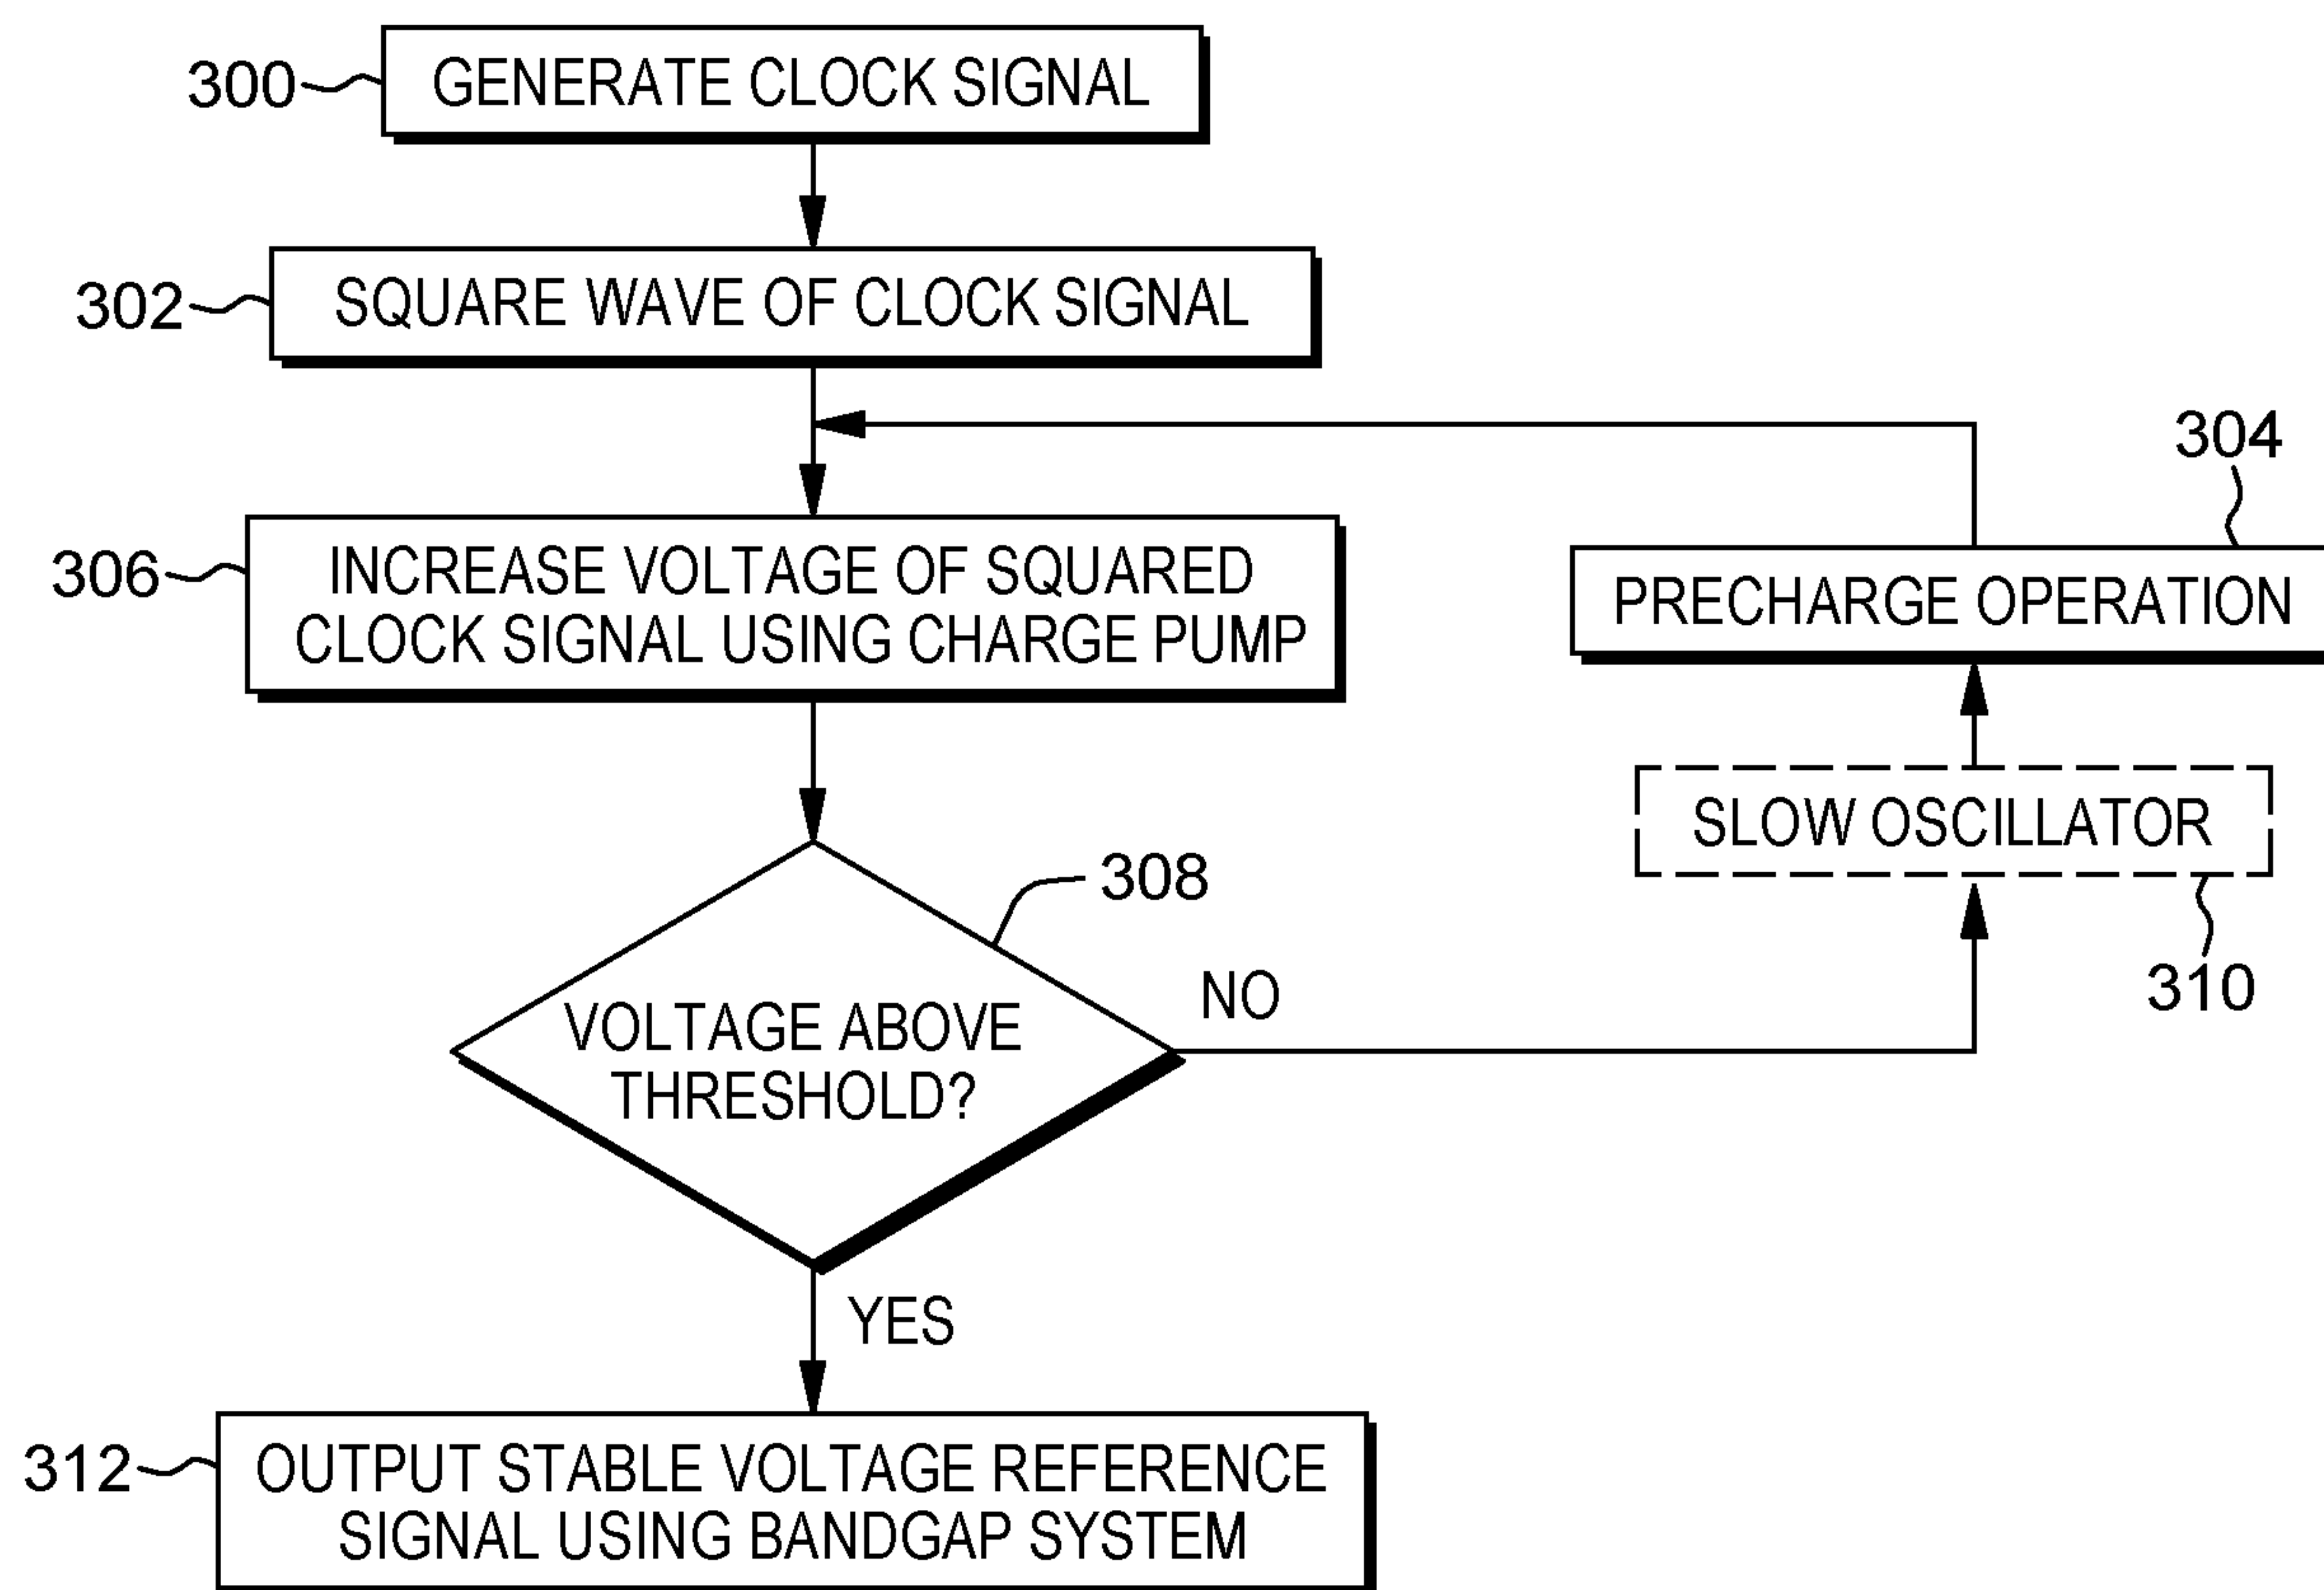 300
GENERATE CLOCK SIGNAL
302
SQUARE WAVE OF CLOCK SIGNAL
304
306
INCREASE VOLTAGE OF SQUARED
CLOCK SIGNAL USING CHARGE PUMP
PRECHARGE OPERATION
SLOW OSCILLATOR
310
308
VOLTAGE ABOVE
THRESHOLD?
NO
YES
312
OUTPUT STABLE VOLTAGE REFERENCE
SIGNAL USING BANDGAP SYSTEM